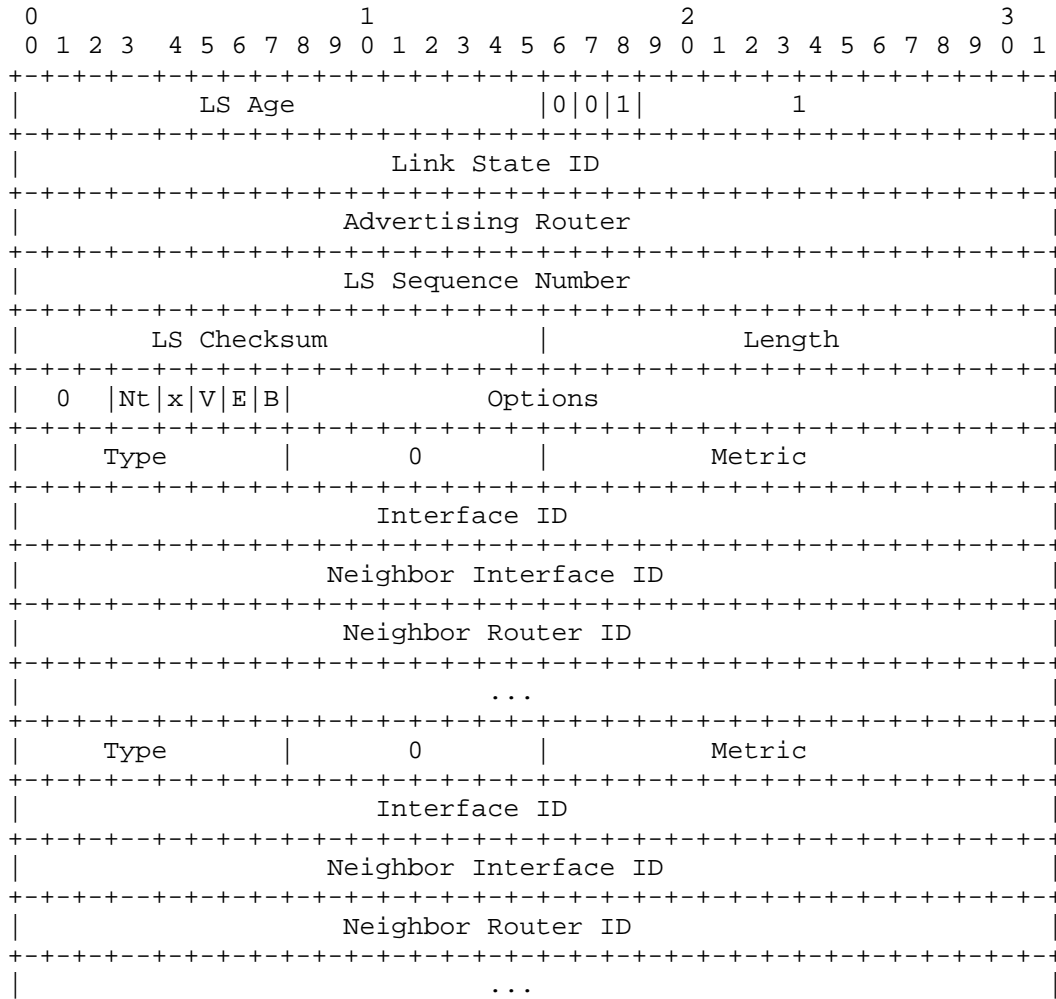 0                   1                   2                   3
0 1 2 3  4 5 6 7 8 9 0 1 2 3 4 5 6 7 8 9 0 1 2 3 4 5 6 7 8 9 0 1
+-+-+-+--+-+-+-+-+-+-+-+-+-+-+-+-+-+-+-+-+-+-+-+-+-+-+-+-+-+-+-+
|           LS Age               |0|0|1|         1               |
+-+-+-+--+-+-+-+-+-+-+-+-+-+-+-+-+-+-+-+-+-+-+-+-+-+-+-+-+-+-+-+
|                       Link State ID                            |
+-+-+-+--+-+-+-+-+-+-+-+-+-+-+-+-+-+-+-+-+-+-+-+-+-+-+-+-+-+-+-+
|                    Advertising Router                          |
+-+-+-+--+-+-+-+-+-+-+-+-+-+-+-+-+-+-+-+-+-+-+-+-+-+-+-+-+-+-+-+
|                    LS Sequence Number                          |
+-+-+-+--+-+-+-+-+-+-+-+-+-+-+-+-+-+-+-+-+-+-+-+-+-+-+-+-+-+-+-+
|        LS Checksum             |            Length             |
+-+-+-+--+-+-+-+-+-+-+-+-+-+-+-+-+-+-+-+-+-+-+-+-+-+-+-+-+-+-+-+
|  0  |Nt|x|V|E|B|            Options                            |
+-+-+-+--+-+-+-+-+-+-+-+-+-+-+-+-+-+-+-+-+-+-+-+-+-+-+-+-+-+-+-+
|     Type       |       0       |          Metric               |
+-+-+-+--+-+-+-+-+-+-+-+-+-+-+-+-+-+-+-+-+-+-+-+-+-+-+-+-+-+-+-+
|                      Interface ID                              |
+-+-+-+--+-+-+-+-+-+-+-+-+-+-+-+-+-+-+-+-+-+-+-+-+-+-+-+-+-+-+-+
|                   Neighbor Interface ID                        |
+-+-+-+--+-+-+-+-+-+-+-+-+-+-+-+-+-+-+-+-+-+-+-+-+-+-+-+-+-+-+-+
|                    Neighbor Router ID                          |
+-+-+-+--+-+-+-+-+-+-+-+-+-+-+-+-+-+-+-+-+-+-+-+-+-+-+-+-+-+-+-+
|                             ...                                |
+-+-+-+--+-+-+-+-+-+-+-+-+-+-+-+-+-+-+-+-+-+-+-+-+-+-+-+-+-+-+-+
|     Type       |       0       |          Metric               |
+-+-+-+--+-+-+-+-+-+-+-+-+-+-+-+-+-+-+-+-+-+-+-+-+-+-+-+-+-+-+-+
|                      Interface ID                              |
+-+-+-+--+-+-+-+-+-+-+-+-+-+-+-+-+-+-+-+-+-+-+-+-+-+-+-+-+-+-+-+
|                   Neighbor Interface ID                        |
+-+-+-+--+-+-+-+-+-+-+-+-+-+-+-+-+-+-+-+-+-+-+-+-+-+-+-+-+-+-+-+
|                    Neighbor Router ID                          |
+-+-+-+--+-+-+-+-+-+-+-+-+-+-+-+-+-+-+-+-+-+-+-+-+-+-+-+-+-+-+-+
|                             ...                                |